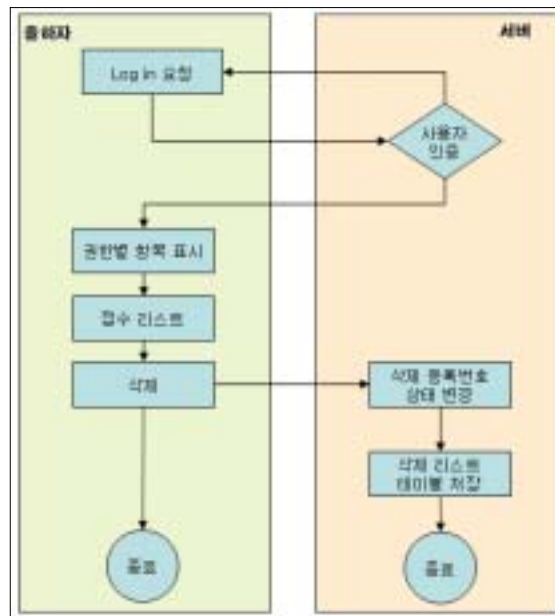 출하자
서버
Log in 요청
사용자
인증
권한별 항목 표시
접수 리스트
삭제
삭제 등록번호
상태 변경
삭제 리스트
테이블 저장
종료
종료